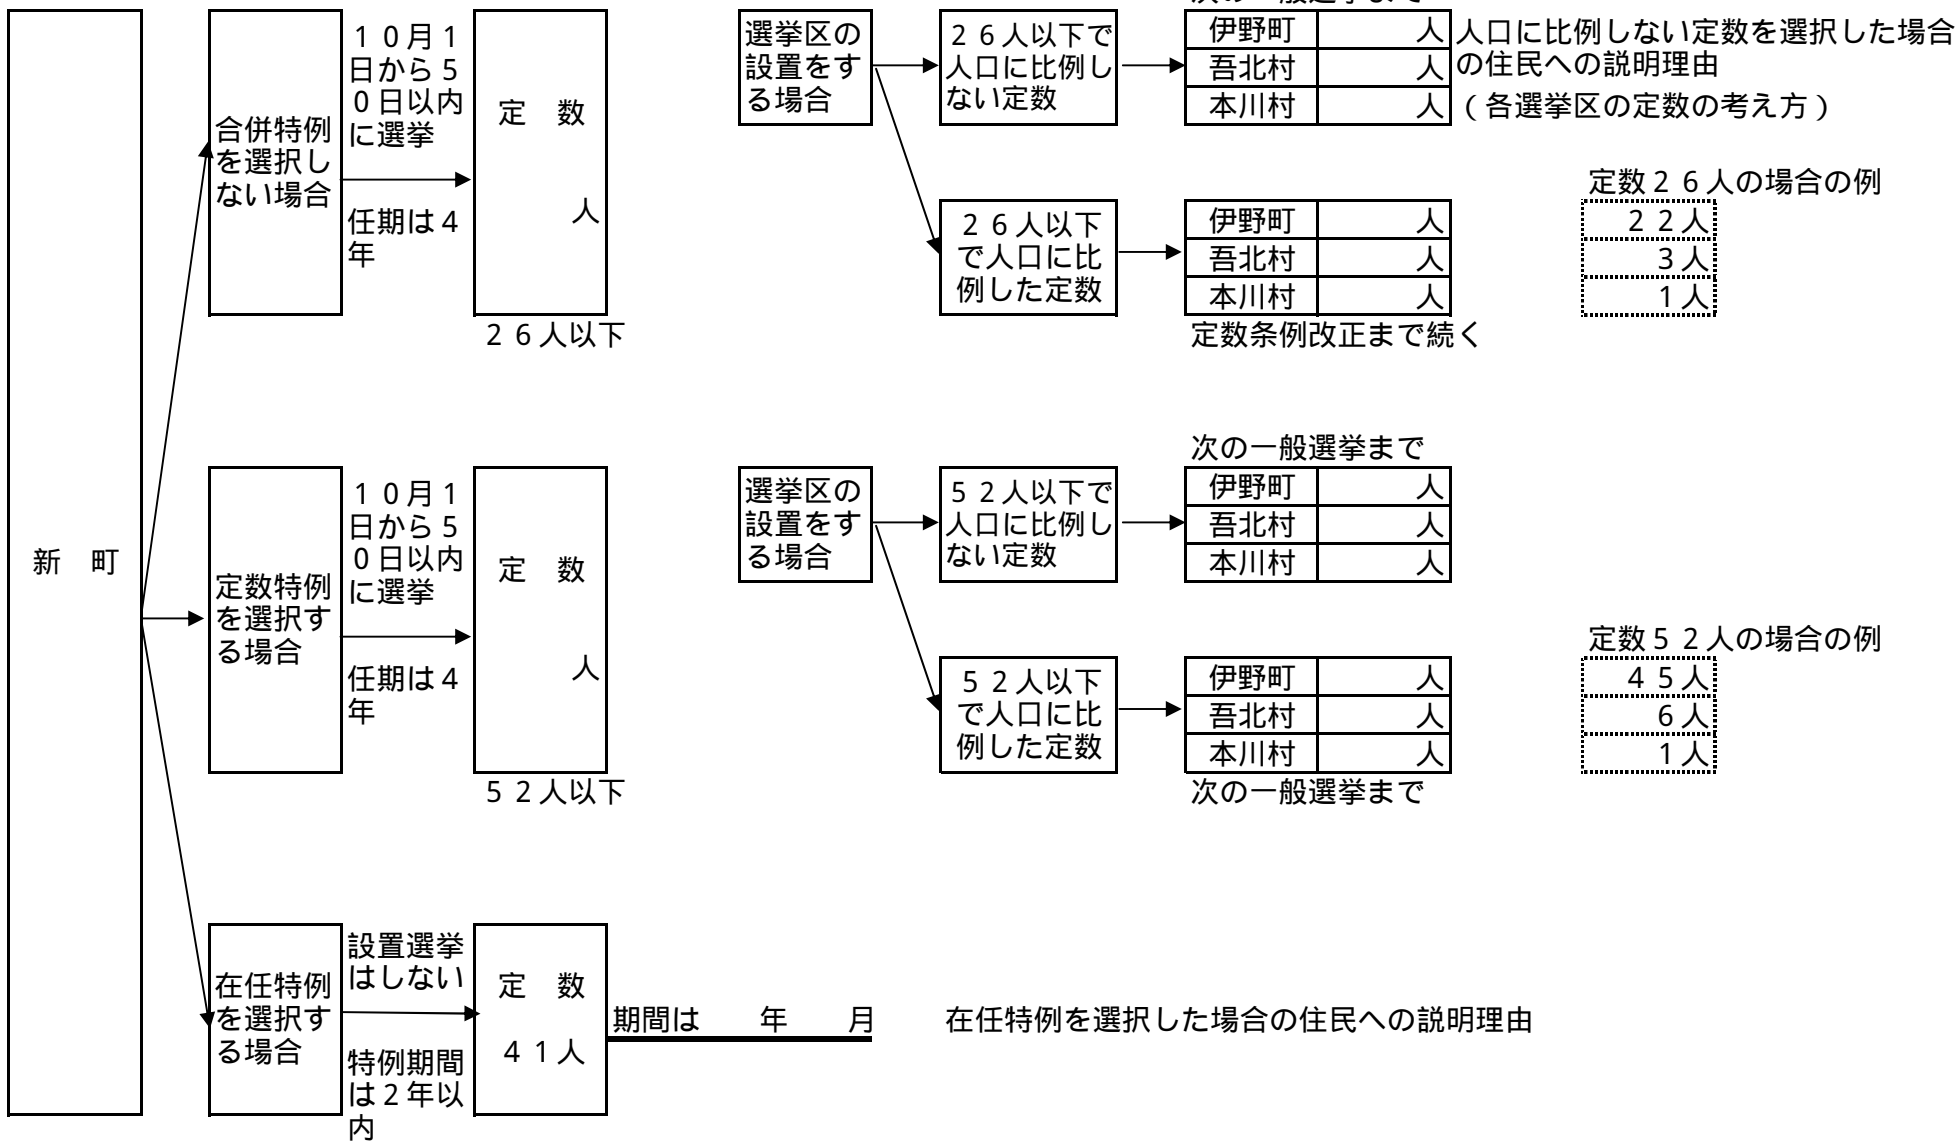 新　町
合併特例
を選択し
ない場合
１０月１
日から５
０日以内
に選挙
任期は４
年
定　数
人
２６人以下
選挙区の
設置をす
る場合
２６人以下で
人口に比例し
ない定数
次の一般選挙まで
伊野町　人
吾北村　人
本川村　人
人口に比例しない定数を選択した場合
の住民への説明理由
（各選挙区の定数の考え方）
２６人以下
で人口に比
例した定数
伊野町　人
吾北村　人
本川村　人
定数条例改正まで続く
定数２６人の場合の例
２２人
３人
１人
定数特例
を選択す
る場合
１０月１
日から５
０日以内
に選挙
任期は４
年
定　数
人
５２人以下
選挙区の
設置をす
る場合
５２人以下で
人口に比例し
ない定数
次の一般選挙まで
伊野町　人
吾北村　人
本川村　人
５２人以下
で人口に比
例した定数
伊野町　人
吾北村　人
本川村　人
次の一般選挙まで
定数５２人の場合の例
４５人
６人
１人
在任特例
を選択す
る場合
設置選挙
はしない
特例期間
は２年以
内
定　数
４１人
期間は　　年　　月
在任特例を選択した場合の住民への説明理由